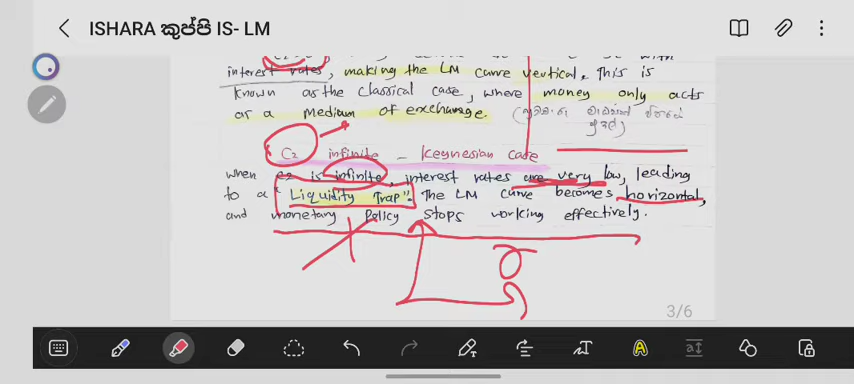 ISHARA කුප්පි IS- LM
interest rates, making the LM curve vertical, This is
known as the classical case, where money only acts
as a Medium of exchange.
C2 infinite - Keynesian case
when C2 is infinite, interest rates are very low, leading
to a "Liquidity Trap". The LM curve becomes horizontal,
and monetary Policy stops working effectively.
3/6